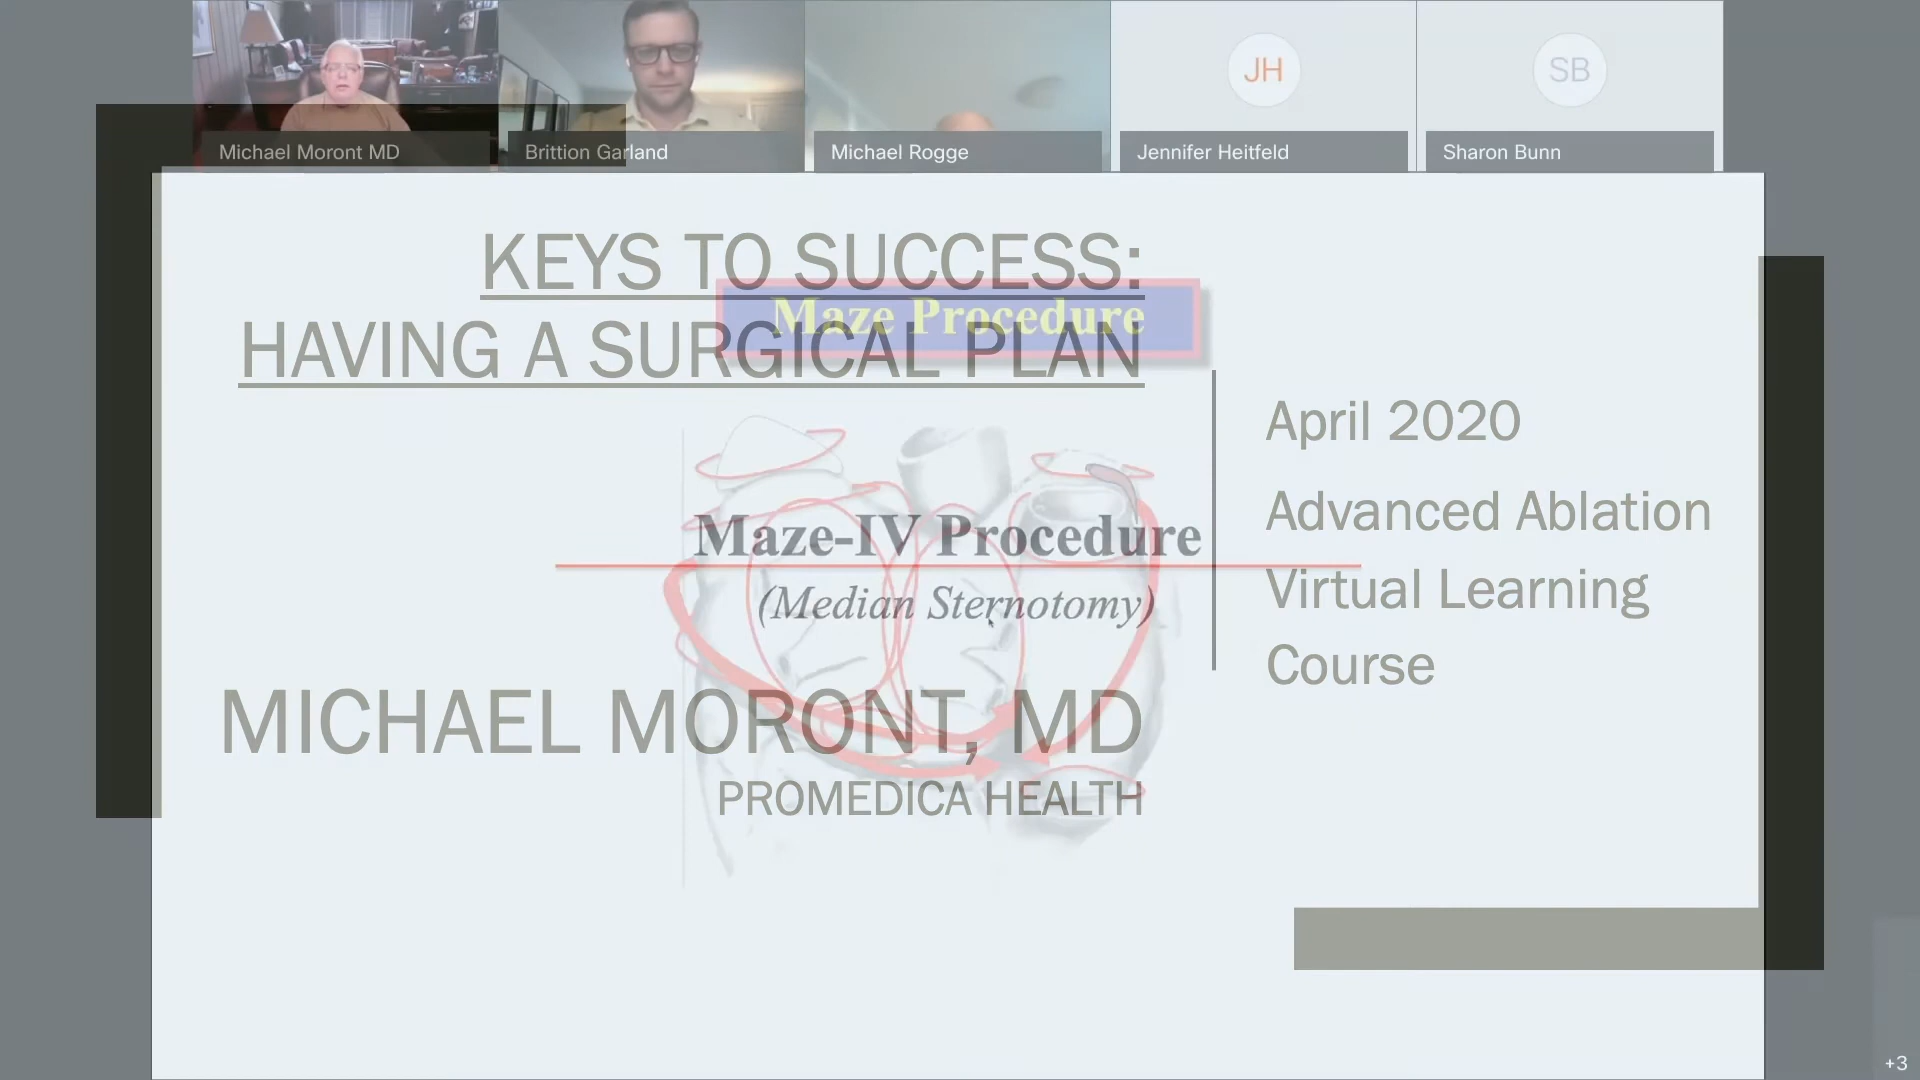 JH
SB
Michael Moront MD
Brittion Garland
Michael Rogge
Jennifer Heitfeld
Sharon Bunn
KEYS TO SUCCESS:
HAVING A SURGICAL PLAN
Maze Procedure
April 2020
Advanced Ablation
Virtual Learning
Course
Maze-IV Procedure
(Median Sternotomy)
MICHAEL MORONT, MD
PROMEDICA HEALTH
+3